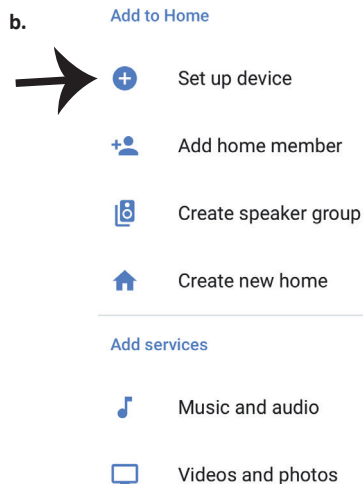 b.
Add to Home
Set up device
Add home member
Create speaker group
Create new home
Add services
Music and audio
Videos and photos